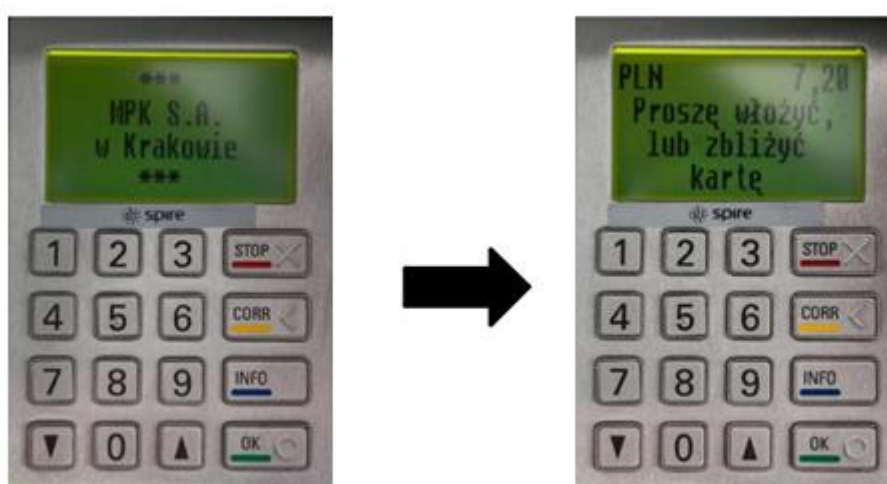 ***
MPK S.A.
w Krakowie
***
spire
1 2 3 STOP
4 5 6 CORR
7 8 9 INFO
0 OK
PLN 7,20
Proszę włożyć,
lub zbliżyć
kartę
spire
1 2 3 STOP
4 5 6 CORR
7 8 9 INFO
0 OK